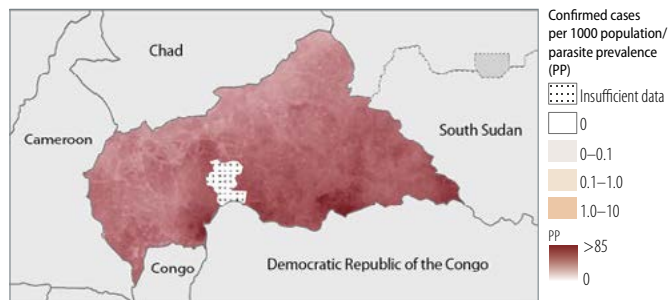 Chad
Cameroon
South Sudan
Congo
Democratic Republic of the Congo
Confirmed cases
per 1000 population/
parasite prevalence
(PP)
Insufficient data
0
0–0.1
0.1–1.0
1.0–10
PP
>85
0